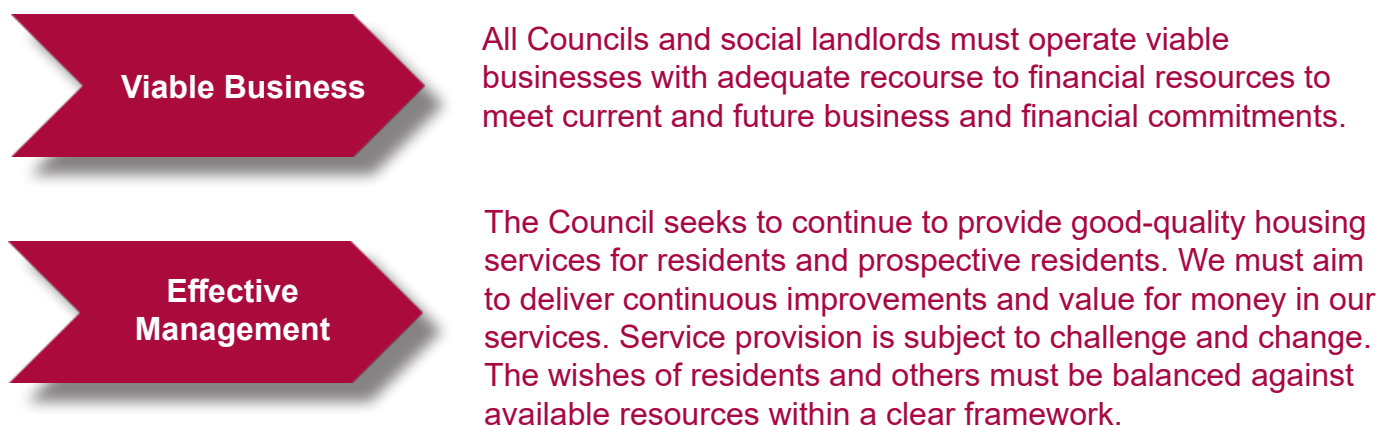 Viable Business
All Councils and social landlords must operate viable
businesses with adequate recourse to financial resources to
meet current and future business and financial commitments.
Effective
Management
The Council seeks to continue to provide good-quality housing
services for residents and prospective residents. We must aim
to deliver continuous improvements and value for money in our
services. Service provision is subject to challenge and change.
The wishes of residents and others must be balanced against
available resources within a clear framework.